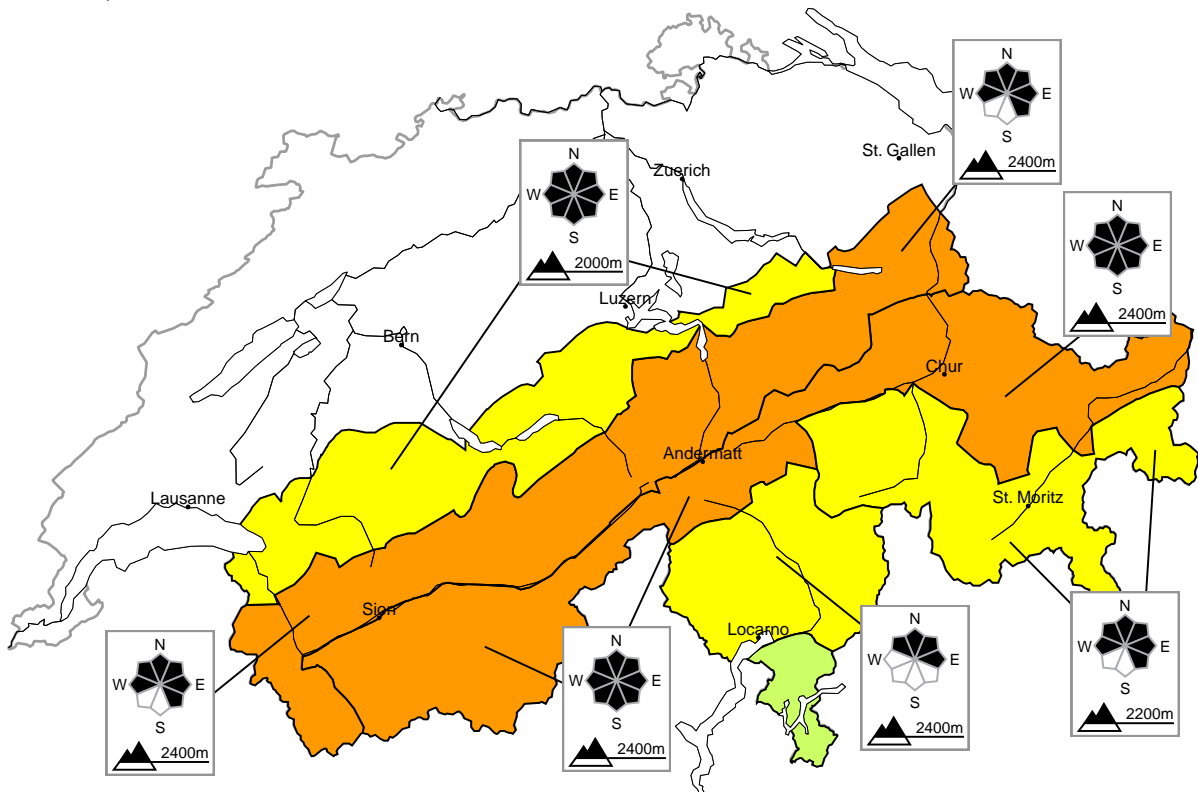 N
W E
S
2400m
St. Gallen
N
W E
S
2000m
Zuerich
N
W E
S
2400m
Luzern
Bern
Chur
Andermatt
Lausanne
St. Moritz
Sion
Locarno
N
W E
S
2400m
N
W E
S
2400m
N
W E
S
2400m
N
W E
S
2200m